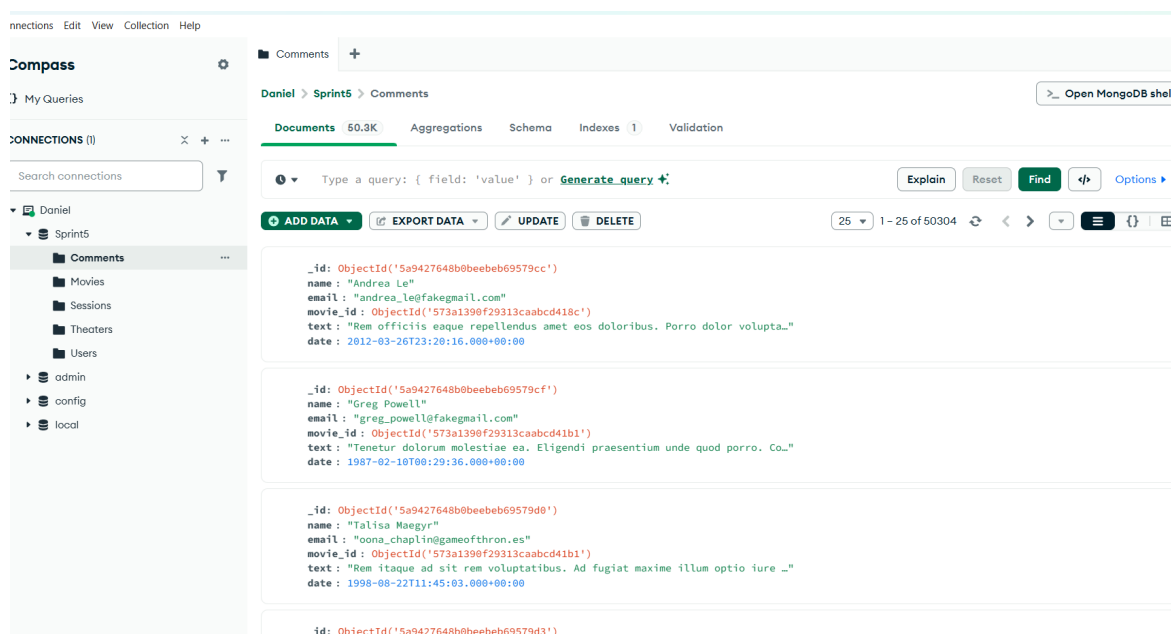 nnections Edit View Collection Help
Compass
My Queries
CONNECTIONS (1)
Search connections
Daniel
Sprint5
Comments
Movies
Sessions
Theaters
Users
admin
config
local
Comments
Daniel > Sprint5 > Comments
>_ Open MongoDB shel
Documents 50.3K Aggregations Schema Indexes 1 Validation
Type a query: { field: 'value' } or Generate query
Explain Reset Find </> Options
ADD DATA EXPORT DATA UPDATE DELETE
25 1 – 25 of 50304 {}
_id: ObjectId('5a9427648b0beebeb69579cc')
name : "Andrea Le"
email : "andrea_le@fakegmail.com"
movie_id : ObjectId('573a1390f29313caabcd418c')
text : "Rem officiis eaque repellendus amet eos doloribus. Porro dolor volupta…"
date : 2012-03-26T23:20:16.000+00:00
_id: ObjectId('5a9427648b0beebeb69579cf')
name : "Greg Powell"
email : "greg_powell@fakegmail.com"
movie_id : ObjectId('573a1390f29313caabcd41b1')
text : "Tenetur dolorum molestiae ea. Eligendi praesentium unde quod porro. Co…"
date : 1987-02-10T00:29:36.000+00:00
_id: ObjectId('5a9427648b0beebeb69579d0')
name : "Talisa Maegyr"
email : "oona_chaplin@gameofthron.es"
movie_id : ObjectId('573a1390f29313caabcd41b1')
text : "Rem itaque ad sit rem voluptatibus. Ad fugiat maxime illum optio iure …"
date : 1998-08-22T11:45:03.000+00:00
_id: ObjectId('5a9427648b0beebeb69579d3')